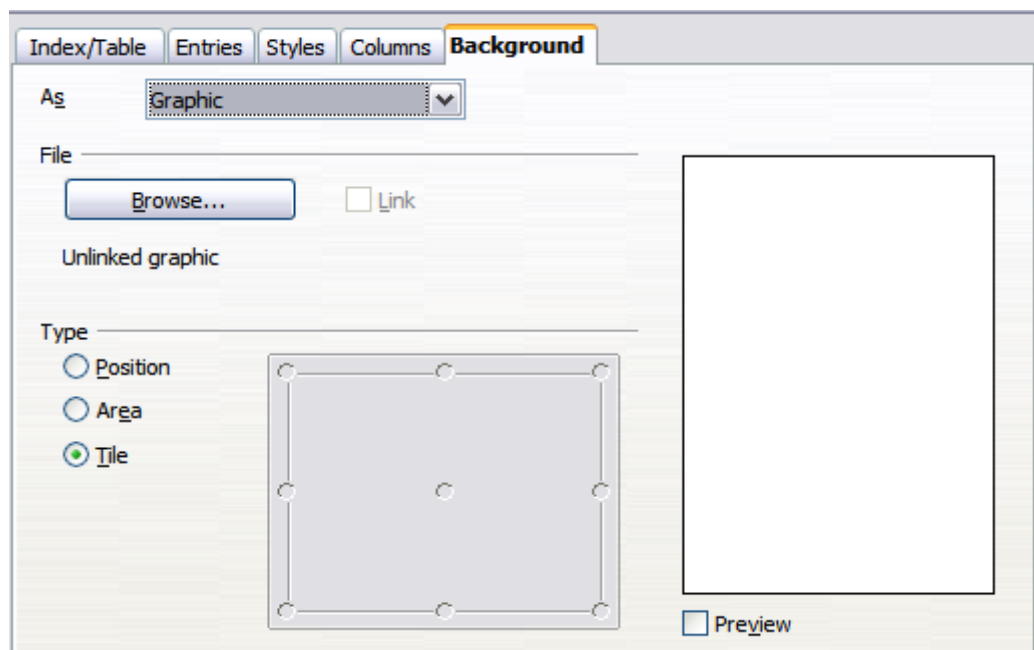 Index/Table Entries Styles Columns Background
As Graphic
File
Browse... Link
Unlinked graphic
Type
Position
Area
Tile
Preview